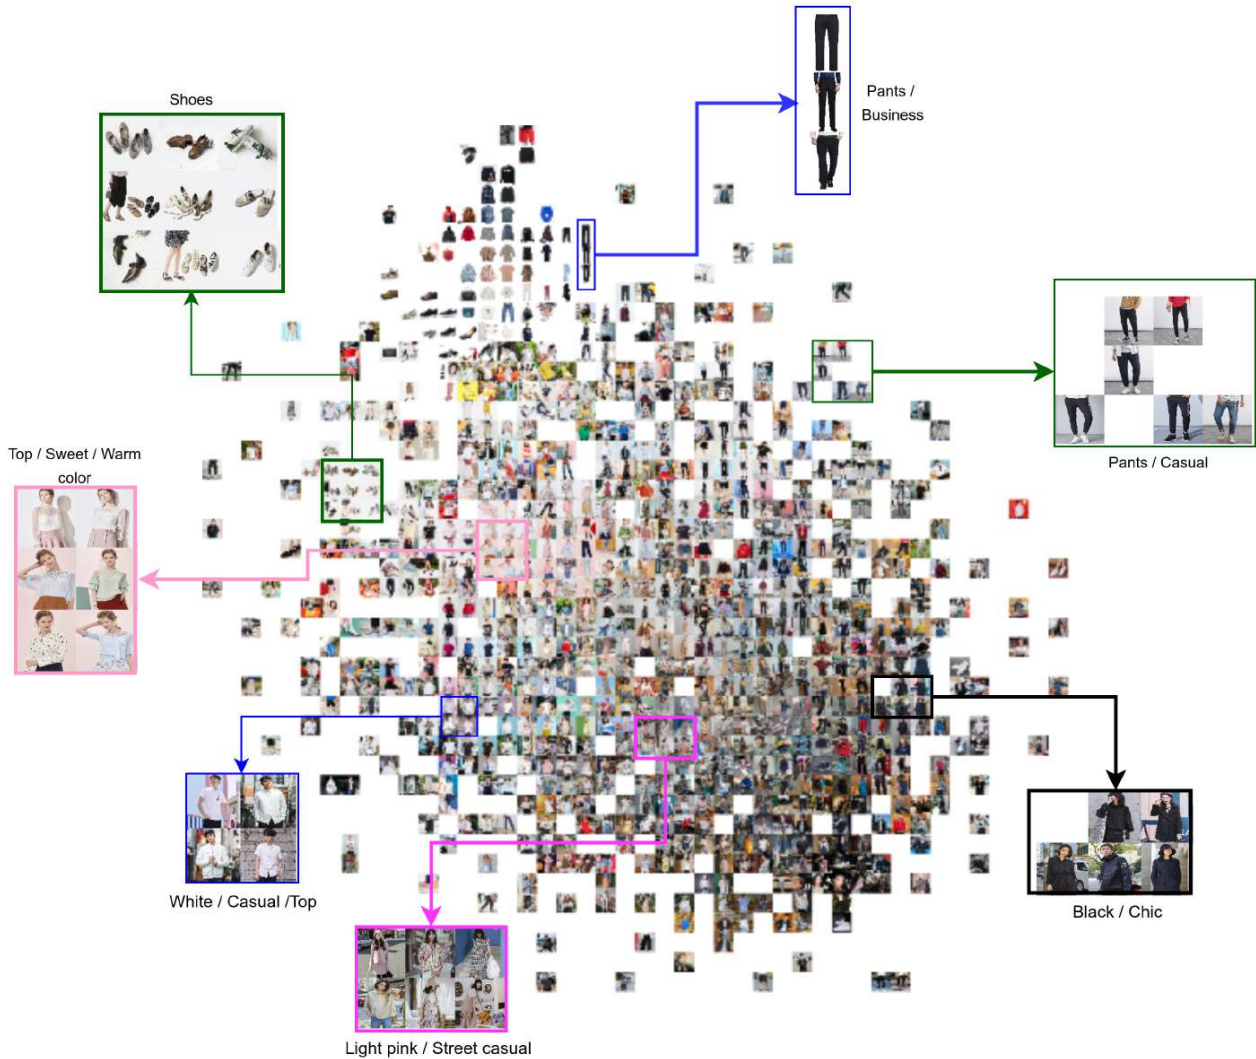 Shoes
Pants /
Business
Top / Sweet / Warm
color
Pants / Casual
White / Casual /Top
Black / Chic
Light pink / Street casual